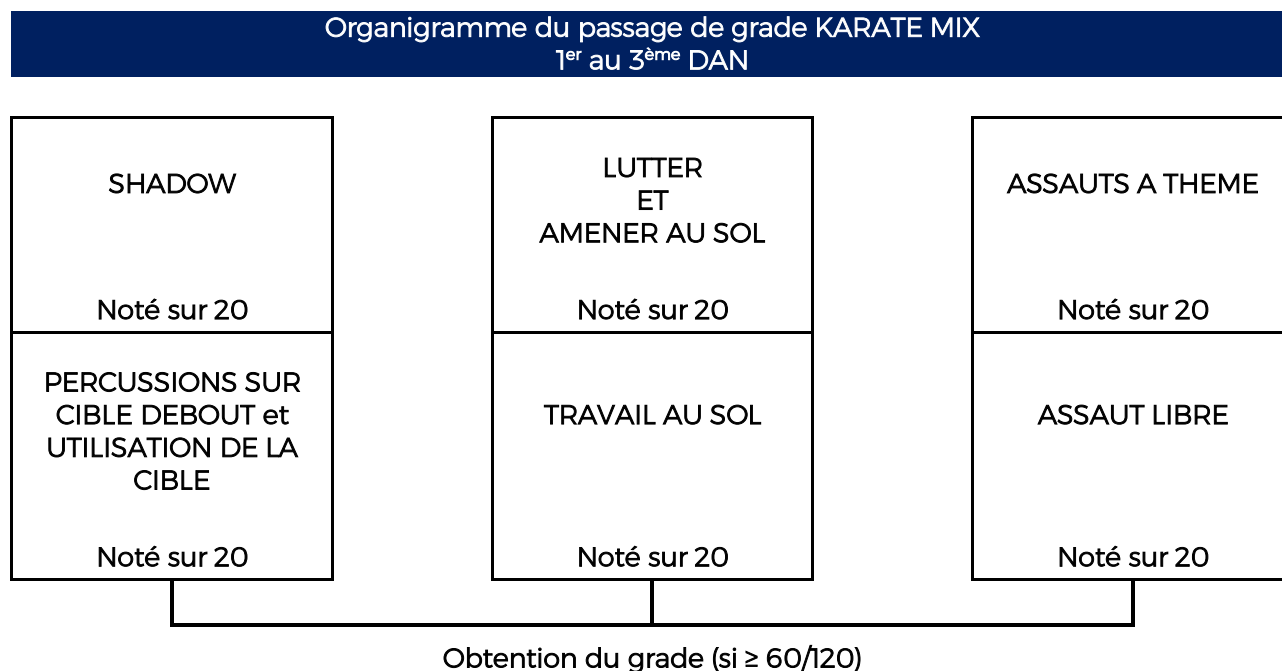 Organigramme du passage de grade KARATE MIX
1er au 3ème DAN
SHADOW
Noté sur 20
PERCUSSIONS SUR
CIBLE DEBOUT et
UTILISATION DE LA
CIBLE
Noté sur 20
LUTTER
ET
AMENER AU SOL
Noté sur 20
TRAVAIL AU SOL
Noté sur 20
ASSAUTS A THEME
Noté sur 20
ASSAUT LIBRE
Noté sur 20
Obtention du grade (si ≥ 60/120)